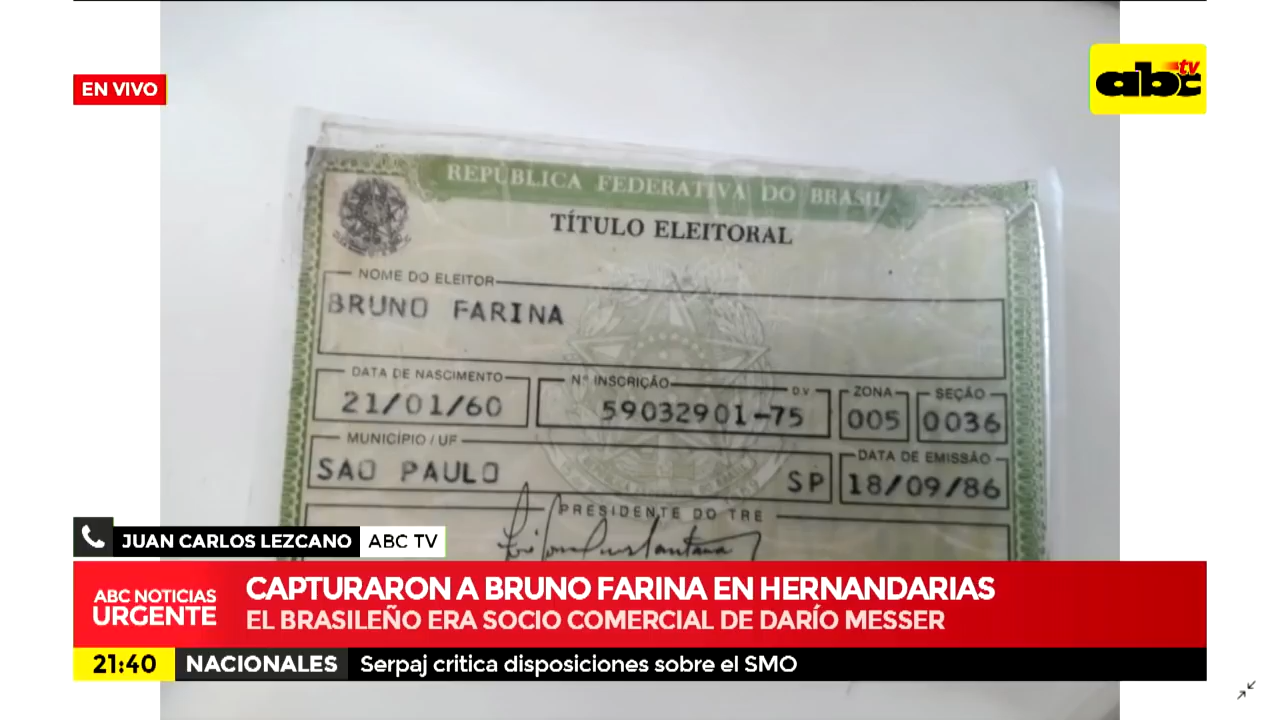 EN VIVO
abc tv
REPÚBLICA FEDERATIVA DO BRASIL
TÍTULO ELEITORAL
NOME DO ELEITOR
BRUNO FARINA
DATA DE NASCIMENTO
21/01/60
Nº INSCRIÇÃO DV
59032901-75
ZONA
005
SEÇÃO
0036
MUNICÍPIO / UF
SAO PAULO SP
DATA DE EMISSÃO
18/09/86
PRESIDENTE DO TRE
JUAN CARLOS LEZCANO ABC TV
ABC NOTICIAS
URGENTE
CAPTURARON A BRUNO FARINA EN HERNANDARIAS
EL BRASILEÑO ERA SOCIO COMERCIAL DE DARÍO MESSER
21:40 NACIONALES Serpaj critica disposiciones sobre el SMO